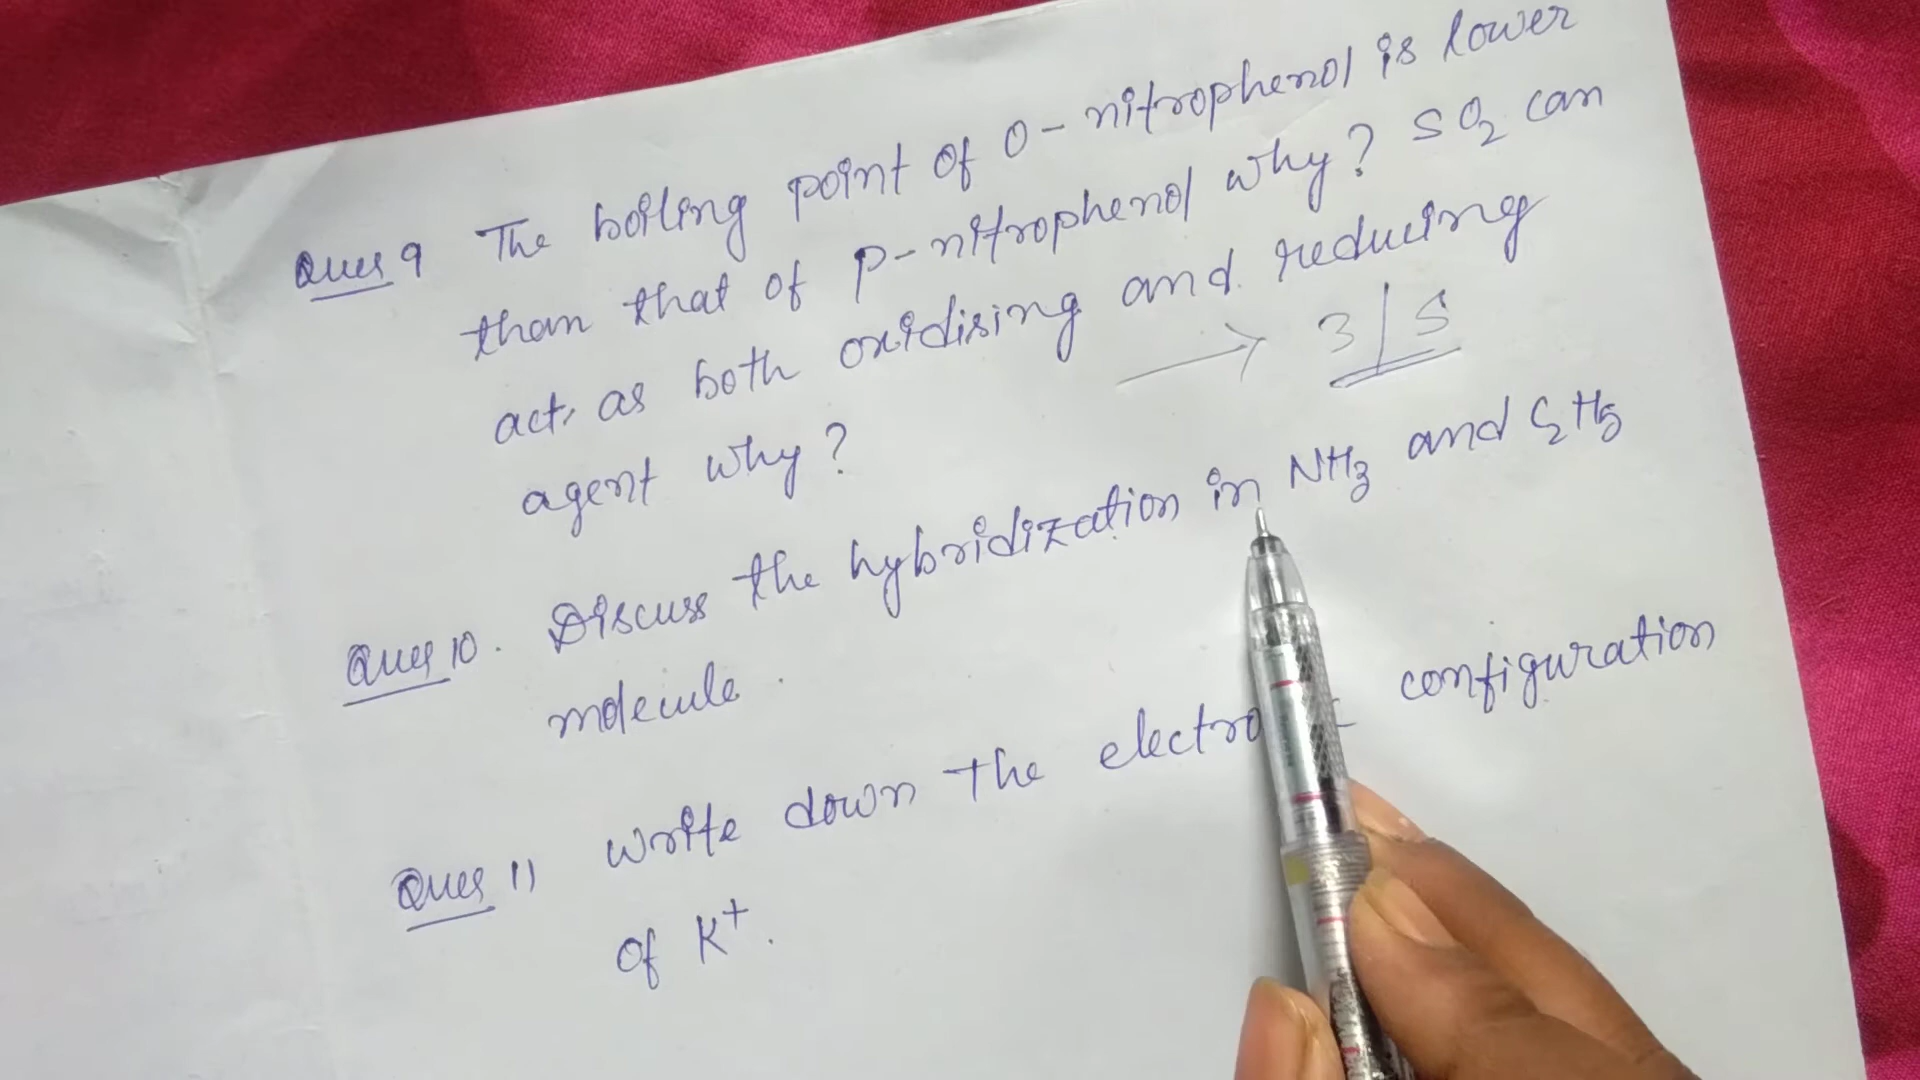 Ques 9 The boiling point of O-nitrophenol is lower
than that of p-nitrophenol why? SO₂ can
act as both oxidising and reducing
agent why? → 3/5
Ques 10. Discuss the hybridization in NH₃ and C₂H₅
molecule.
Ques 11 Write down the configuration
of K⁺.